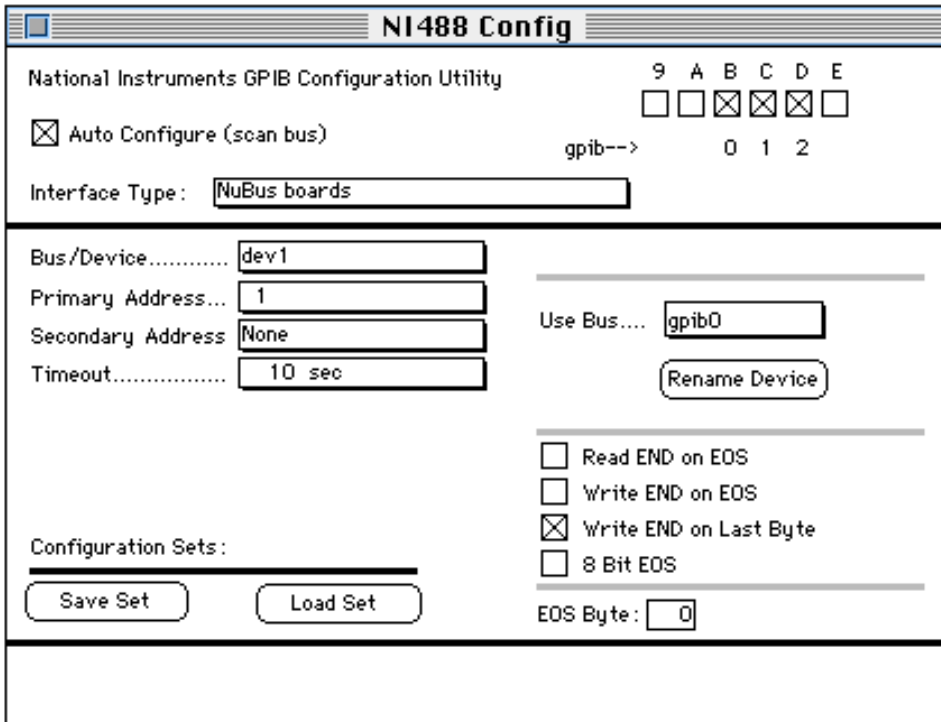 NI488 Config
National Instruments GPIB Configuration Utility
9 A B C D E
Auto Configure (scan bus)
gpib--> 0 1 2
Interface Type: NuBus boards
Bus/Device............ dev1
Primary Address... 1
Secondary Address None
Timeout................. 10 sec
Use Bus.... gpib0
Rename Device
Read END on EOS
Write END on EOS
Write END on Last Byte
8 Bit EOS
Configuration Sets:
Save Set Load Set
EOS Byte: 0